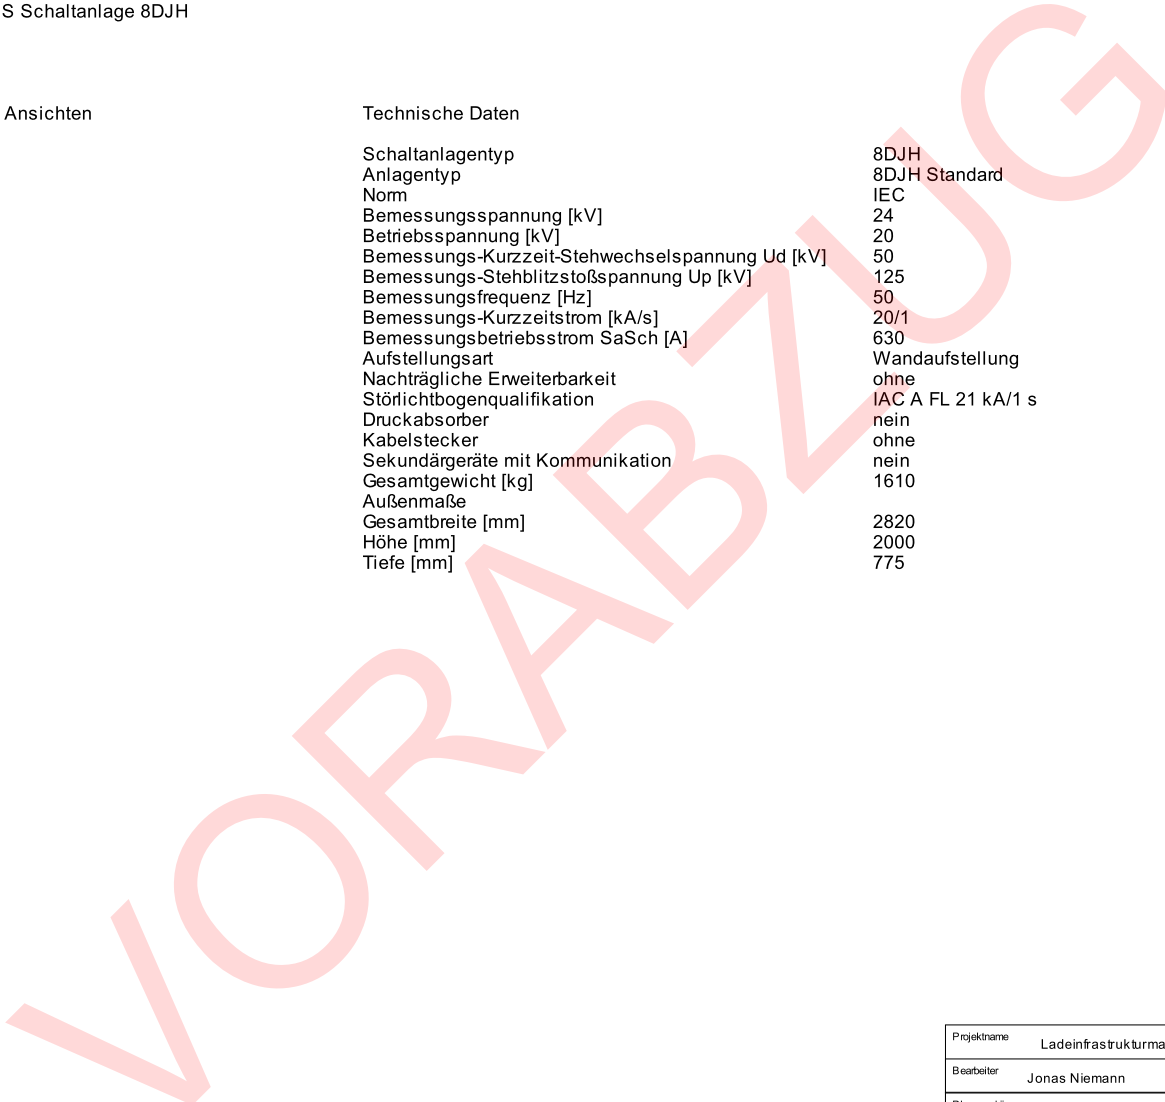 S Schaltanlage 8DJH
Ansichten
Technische Daten
Schaltanlagentyp 8DJH
Anlagentyp 8DJH Standard
Norm IEC
Bemessungsspannung [kV] 24
Betriebsspannung [kV] 20
Bemessungs-Kurzzeit-Stehwechselspannung Ud [kV] 50
Bemessungs-Stehblitzstoßspannung Up [kV] 125
Bemessungsfrequenz [Hz] 50
Bemessungs-Kurzzeitstrom [kA/s] 20/1
Bemessungsbetriebsstrom SaSch [A] 630
Aufstellungsart Wandaufstellung
Nachträgliche Erweiterbarkeit ohne
Störlichtbogenqualifikation IAC A FL 21 kA/1 s
Druckabsorber nein
Kabelstecker ohne
Sekundärgeräte mit Kommunikation nein
Gesamtgewicht [kg] 1610
Außenmaße
Gesamtbreite [mm] 2820
Höhe [mm] 2000
Tiefe [mm] 775
VORABZUG
Projektname Ladeinfrastrukturma
Bearbeiter Jonas Niemann